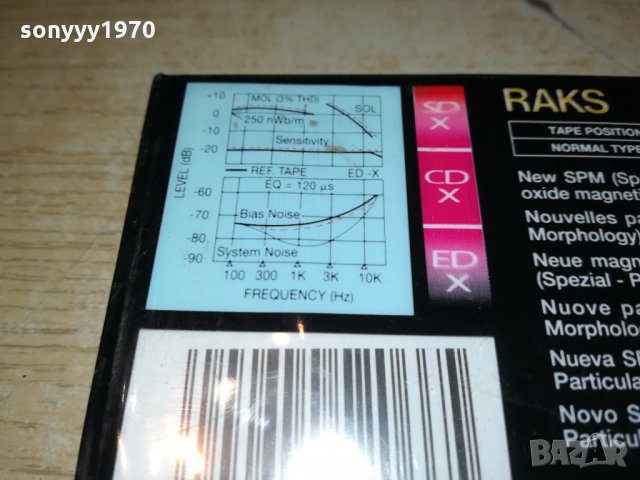 sonyyy1970
+10
0
-10
-20
-60
-70
-80
-90
LEVEL (dB)
MOL (3% THD)
SOL
250 nWb/m
Sensitivity
REF. TAPE ED -X
EQ = 120 µs
Bias Noise
System Noise
100 300 1K 3K 10K
FREQUENCY (Hz)
SD
X
CD
X
ED
X
RAKS
TAPE POSITION
NORMAL TYPE
New SPM (Sp
oxide magneti
Nouvelles pa
Morphology)
Neue magn
(Spezial - P
Nuove pa
Morpholo
Nueva S
Particula
Novo S
Particul
BAZAR